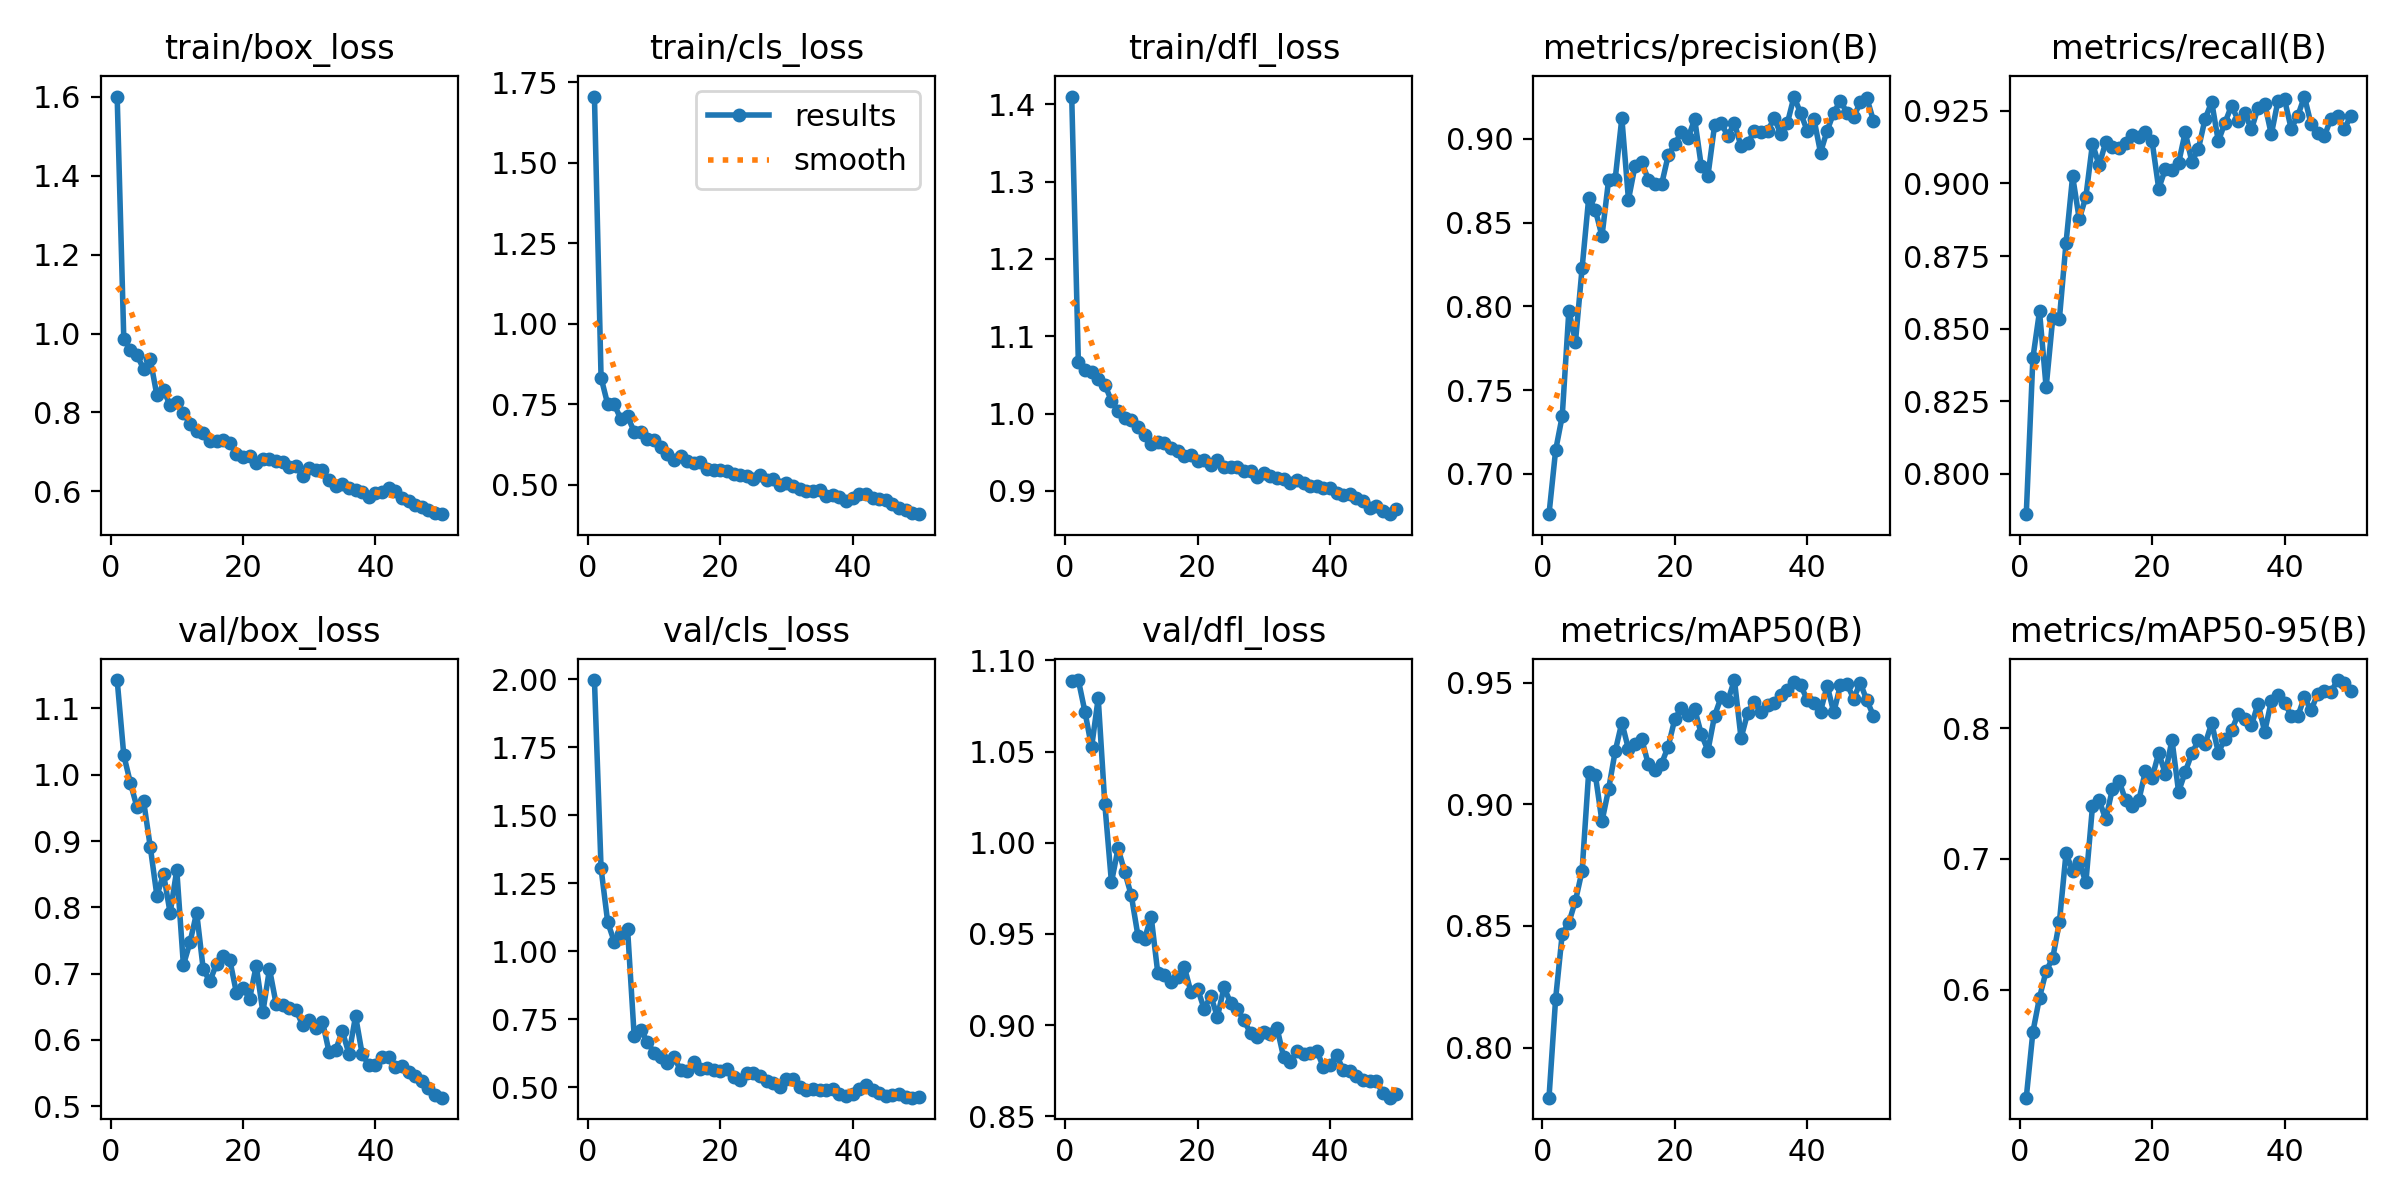 train/box_loss
1.6
1.4
1.2
1.0
0.8
0.6
0 20 40
train/cls_loss
1.75
1.50
1.25
1.00
0.75
0.50
results
smooth
0 20 40
train/dfl_loss
1.4
1.3
1.2
1.1
1.0
0.9
0 20 40
metrics/precision(B)
0.90
0.85
0.80
0.75
0.70
0 20 40
metrics/recall(B)
0.925
0.900
0.875
0.850
0.825
0.800
0 20 40
val/box_loss
1.1
1.0
0.9
0.8
0.7
0.6
0.5
0 20 40
val/cls_loss
2.00
1.75
1.50
1.25
1.00
0.75
0.50
0 20 40
val/dfl_loss
1.10
1.05
1.00
0.95
0.90
0.85
0 20 40
metrics/mAP50(B)
0.95
0.90
0.85
0.80
0 20 40
metrics/mAP50-95(B)
0.8
0.7
0.6
0 20 40